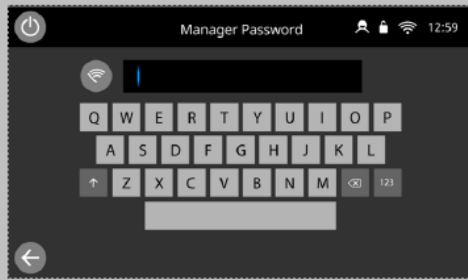 Manager Password 12:59
Q W E R T Y U I O P
A S D F G H J K L
Z X C V B N M 123